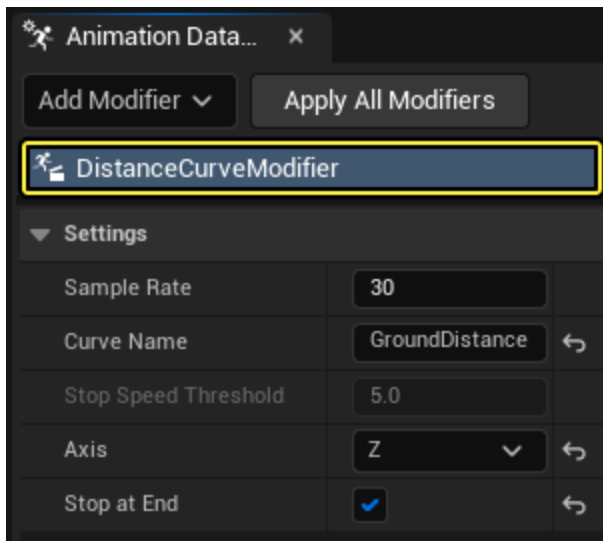 Animation Data... ×
Add Modifier Apply All Modifiers
DistanceCurveModifier
Settings
Sample Rate 30
Curve Name GroundDistance
Stop Speed Threshold 5.0
Axis Z
Stop at End